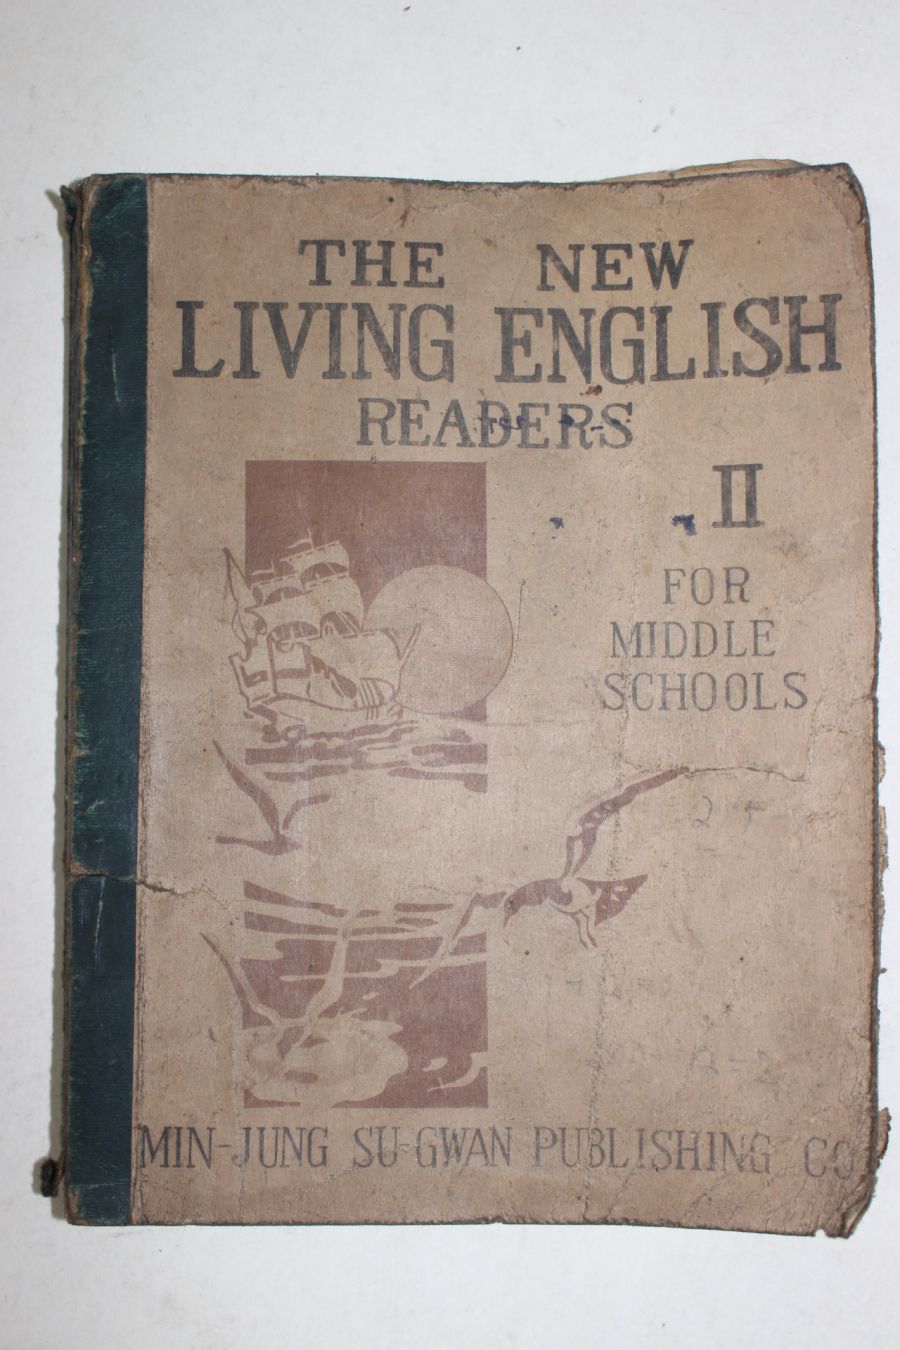 THE NEW
LIVING ENGLISH
READERS
II
FOR
MIDDLE
SCHOOLS
MIN-JUNG SU-GWAN PUBLISHING CO